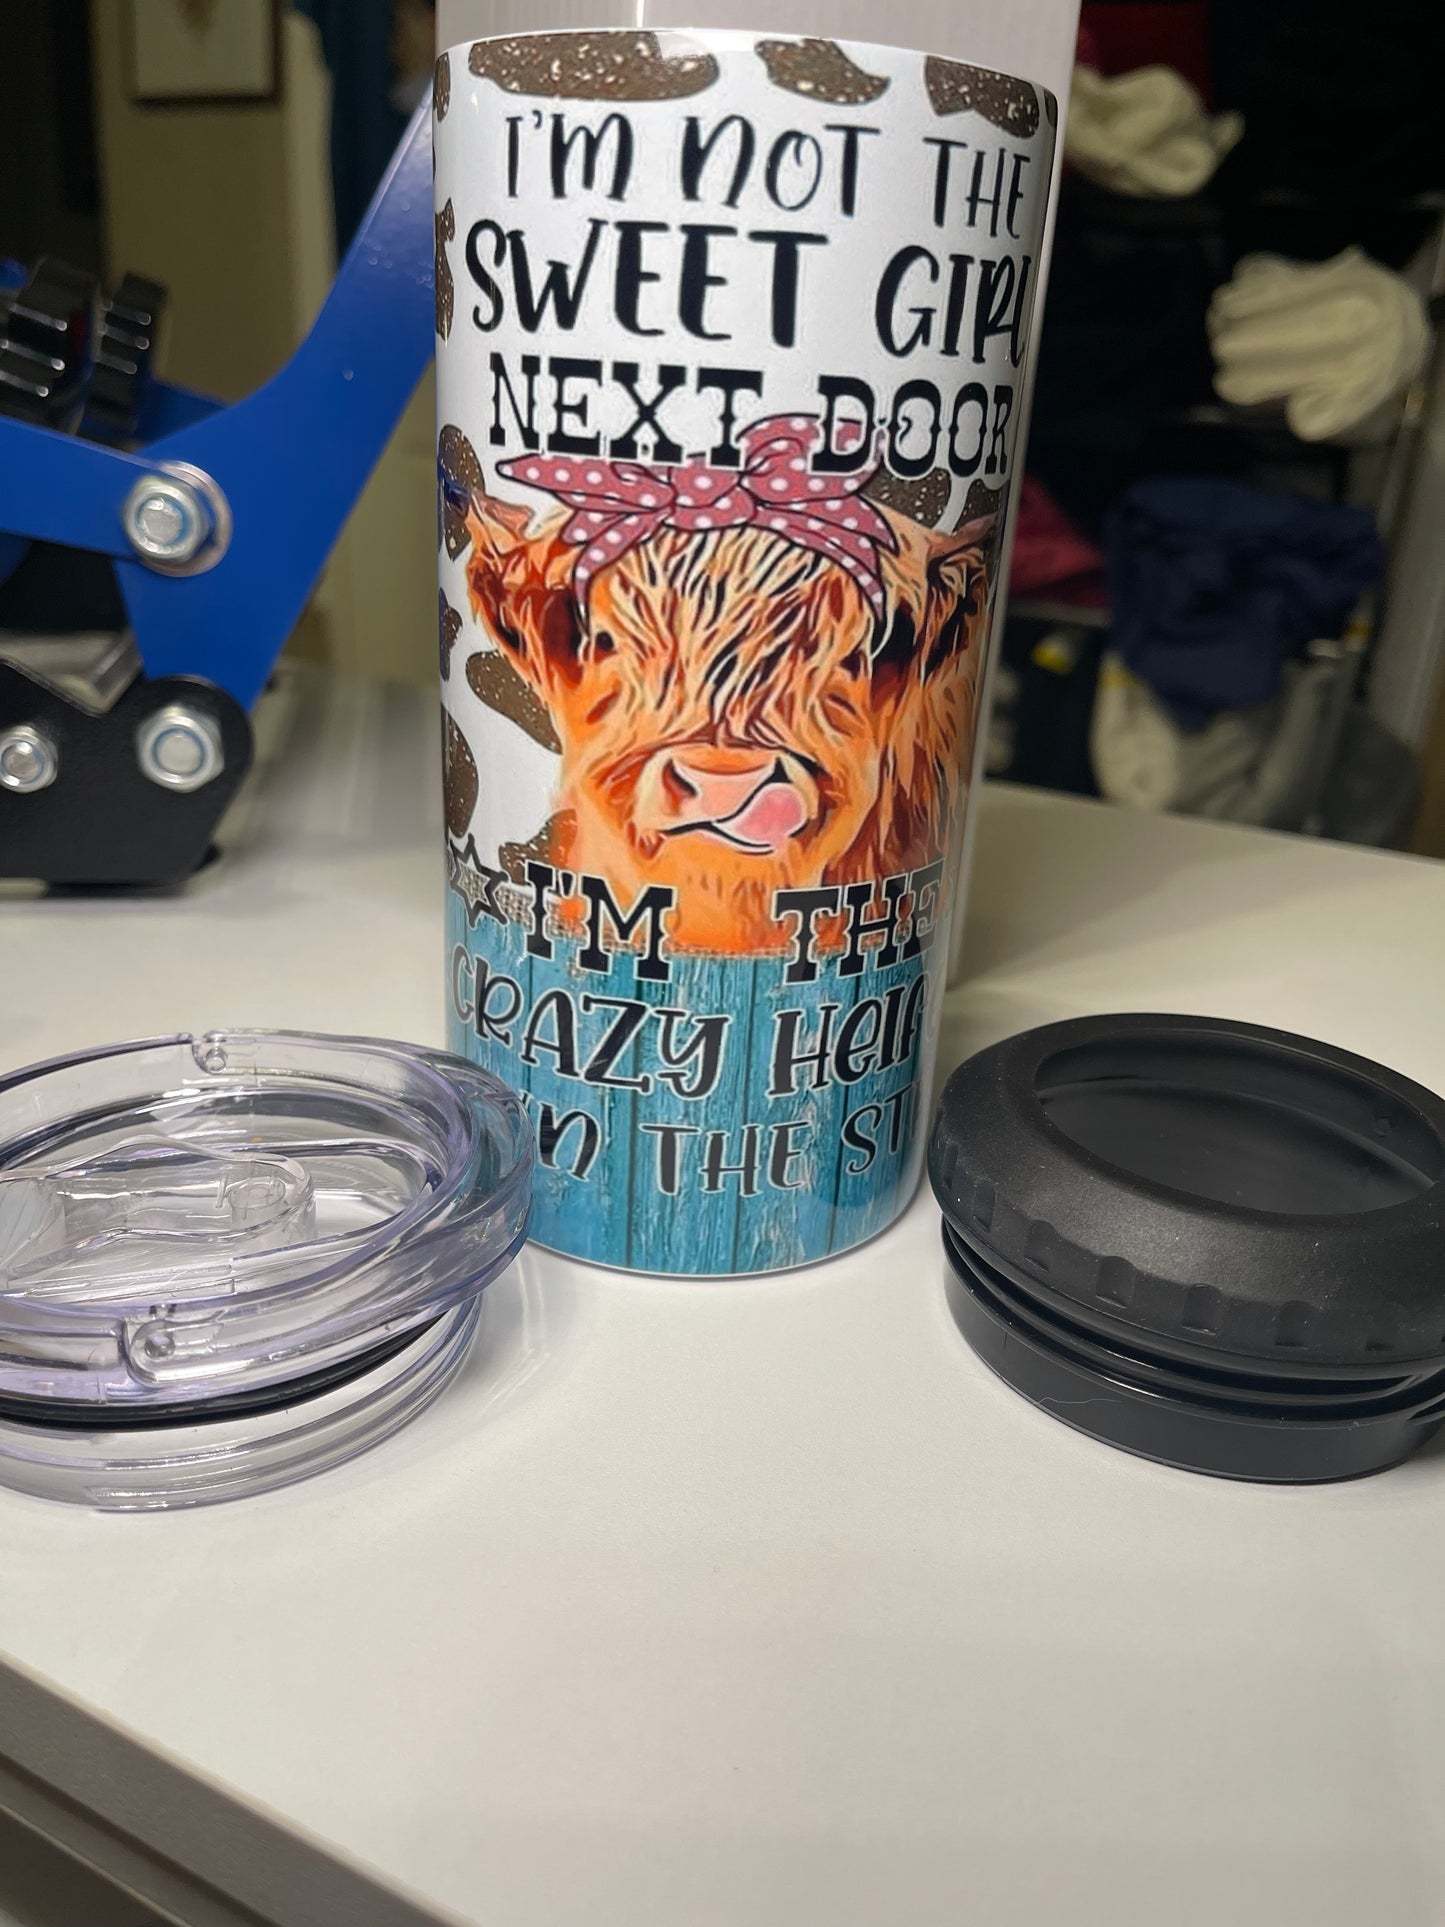 I'M NOT THE
SWEET GIRL
NEXT DOOR
I'M THE
CRAZY
THE